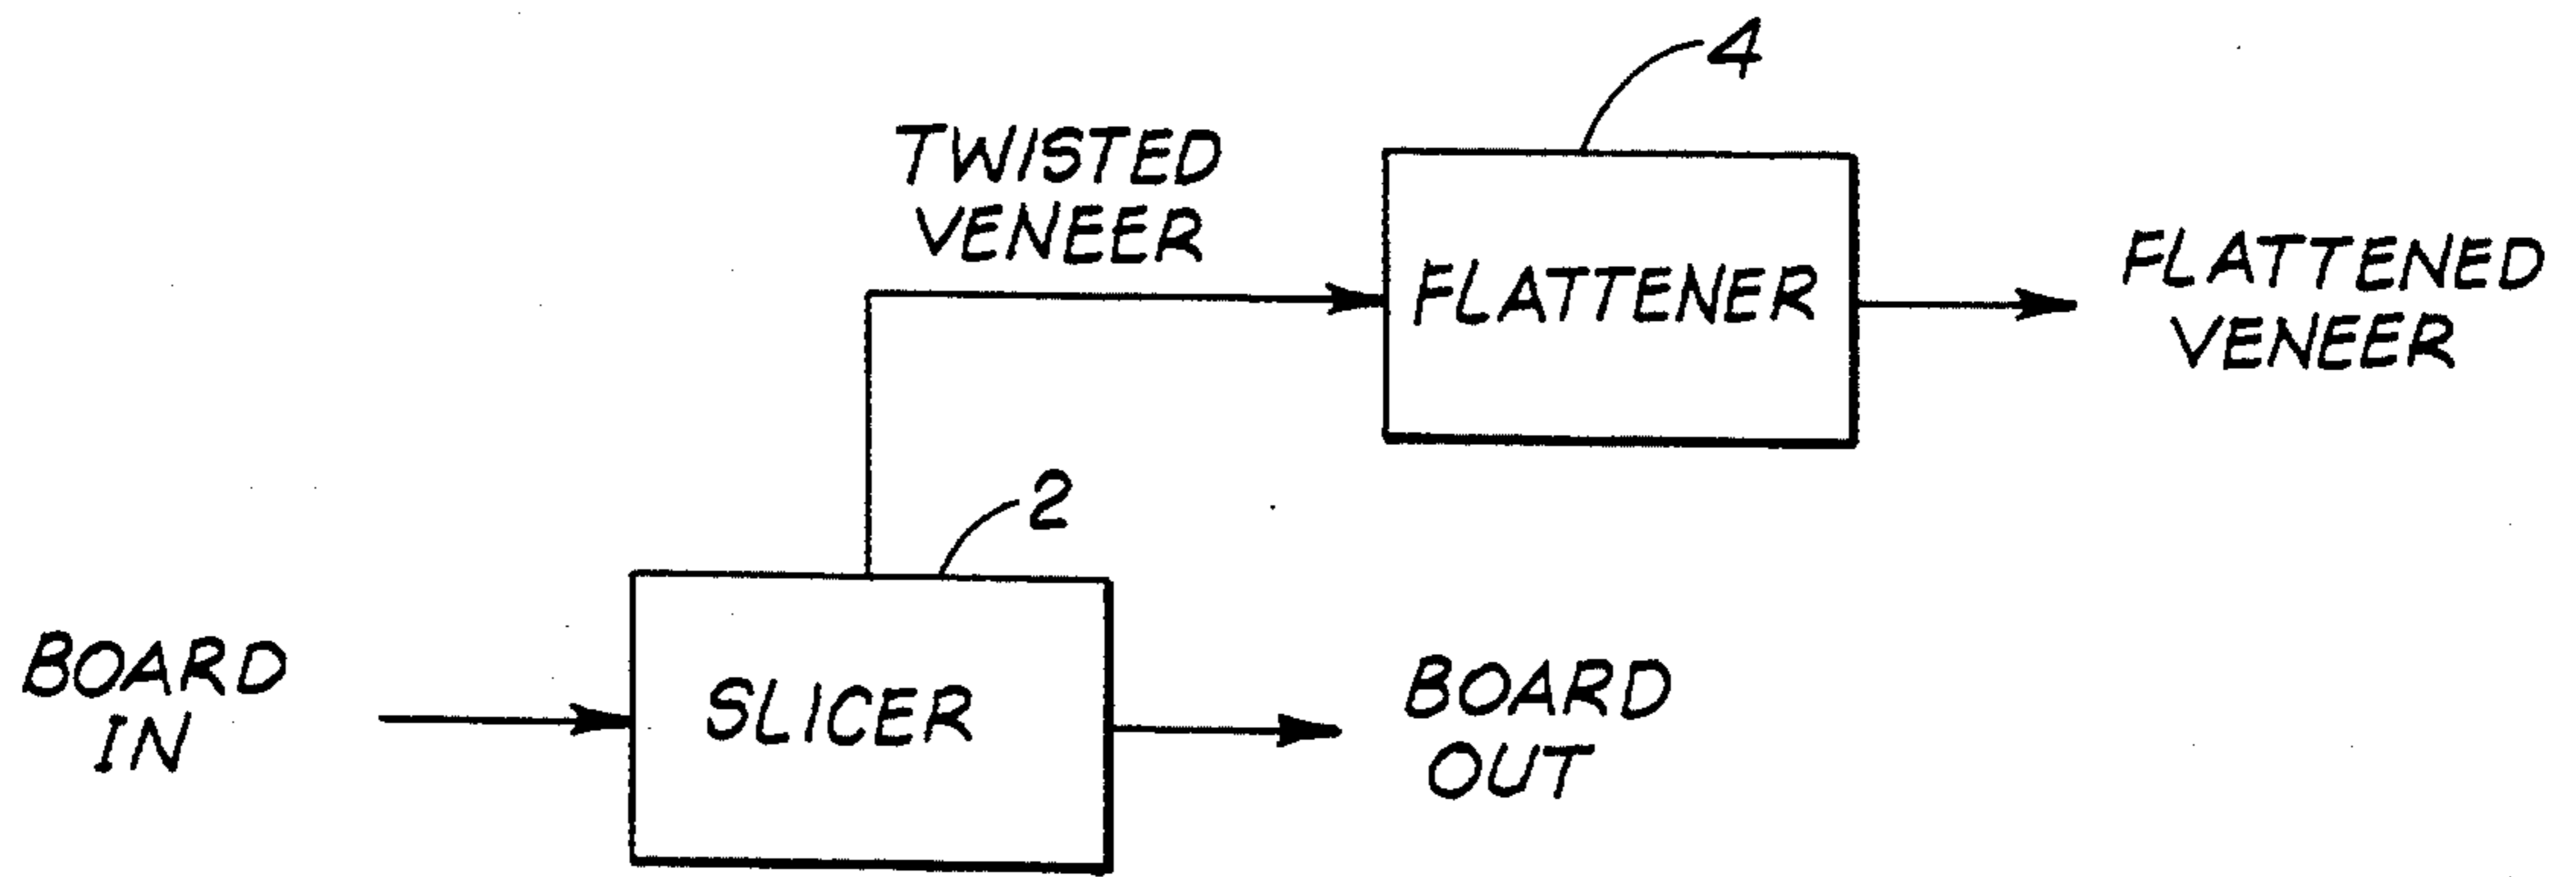 4
TWISTED
VENEER
FLATTENER
FLATTENED
VENEER
2
BOARD
IN
SLICER
BOARD
OUT